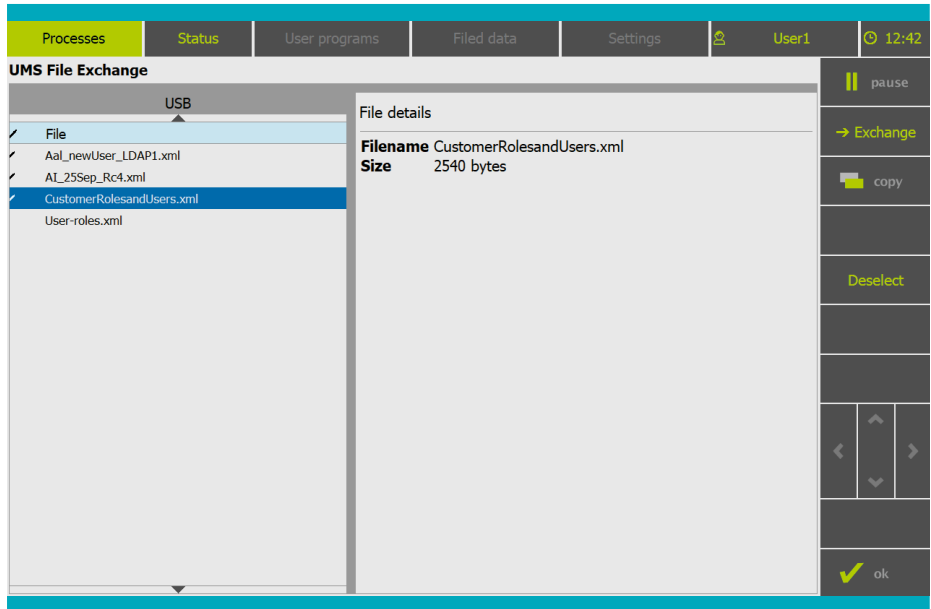 Processes
Status
User programs
Filed data
Settings
User1
12:42
UMS File Exchange
USB
File
Aal_newUser_LDAP1.xml
AI_25Sep_Rc4.xml
CustomerRolesandUsers.xml
User-roles.xml
File details
Filename CustomerRolesandUsers.xml
Size 2540 bytes
pause
Exchange
copy
Deselect
ok